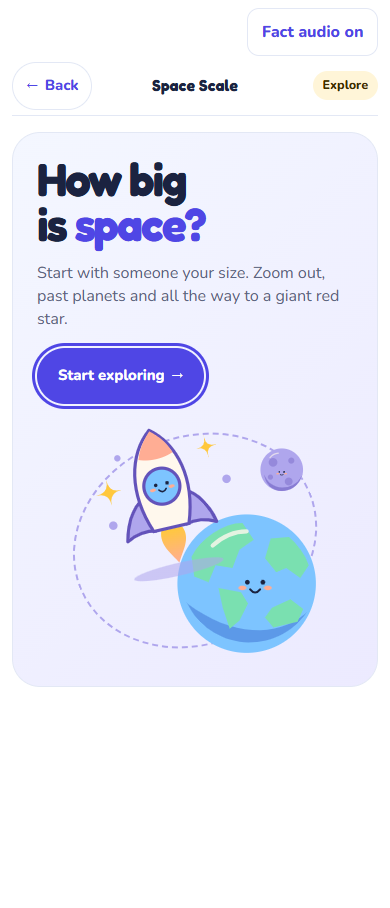 Fact audio on
← Back
Space Scale
Explore
How big
is space?
Start with someone your size. Zoom out,
past planets and all the way to a giant red
star.
Start exploring →